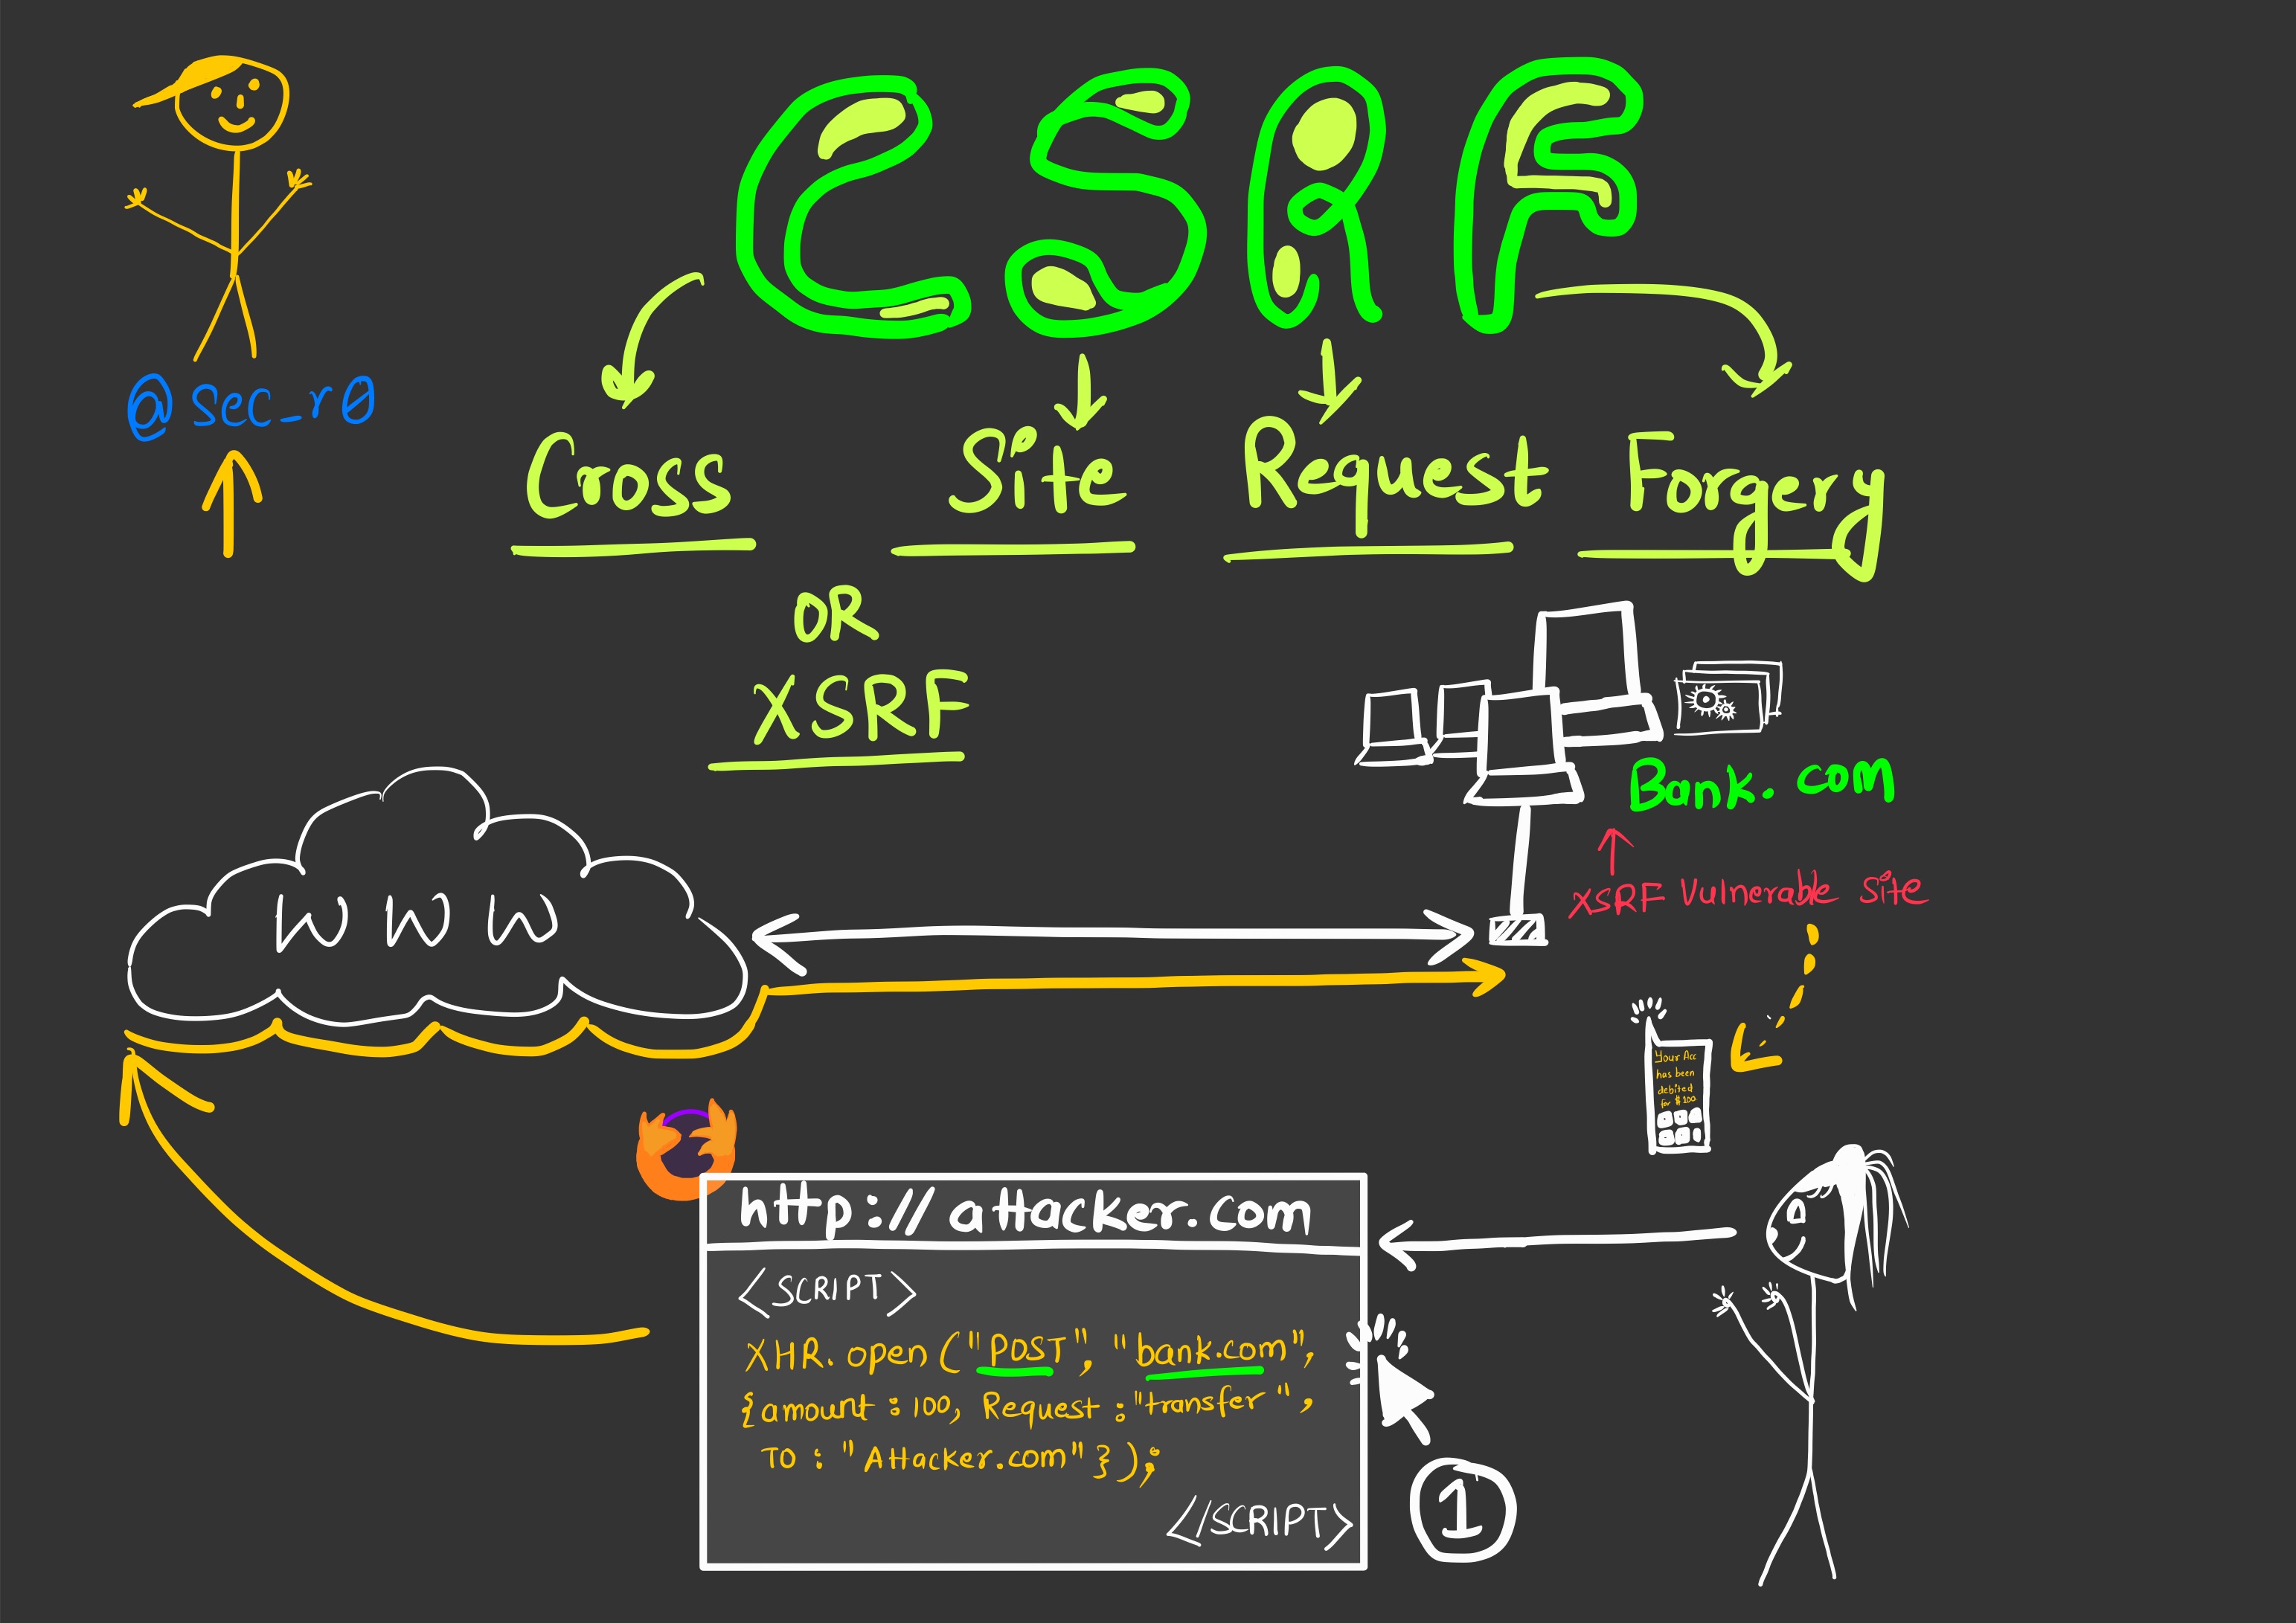 CSRF
@sec_r0
Cross Site Request Forgery
OR
XSRF
Bank.com
XSRF Vulnerable Site
WWW
Your Acc
has been
debited
for $100
http://attacker.com
<SCRIPT>
XHR.open("POST", "bank.com",
{amount:100, Request:"transfer",
To: "Attacker.com"});
</SCRIPT>
1